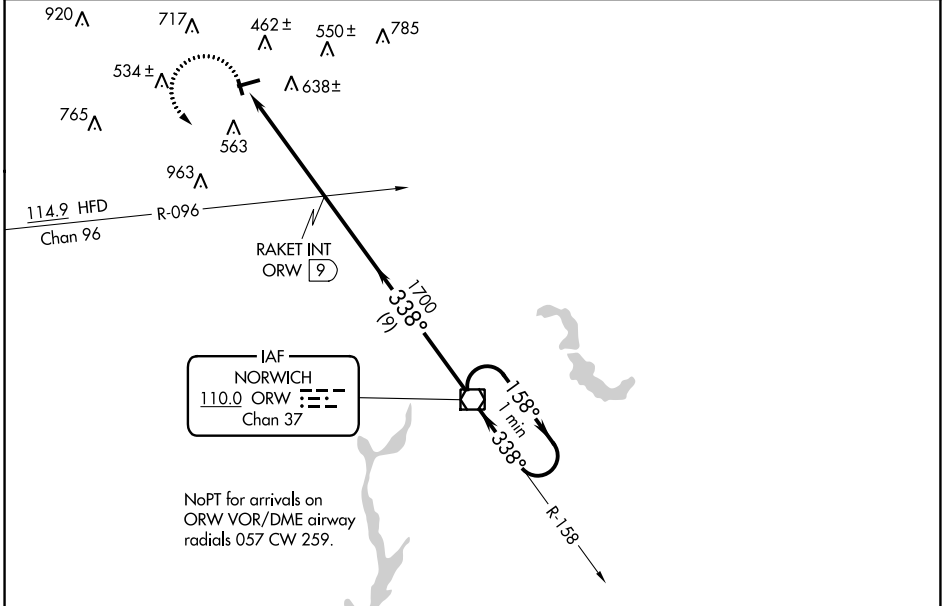 920
717
462 ±
550 ±
785
534 ±
638±
765
563
963
114.9 HFD
R-096
Chan 96
RAKET INT
ORW 9
1700
338°
(9)
IAF
NORWICH
110.0 ORW
Chan 37
158°
1 min
338°
NoPT for arrivals on
ORW VOR/DME airway
radials 057 CW 259.
R-158